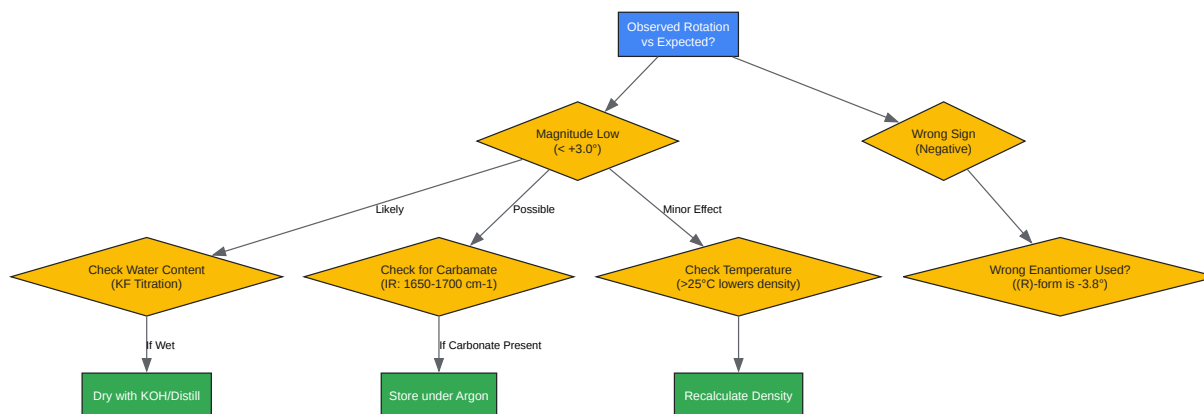 Observed Rotation
vs Expected?
Magnitude Low
(< +3.0°)
Wrong Sign
(Negative)
Likely
Possible
Minor Effect
Check Water Content
(KF Titration)
Check for Carbamate
(IR: 1650-1700 cm-1)
Check Temperature
(>25°C lowers density)
Wrong Enantiomer Used?
((R)-form is -3.8°)
If Wet
If Carbonate Present
Dry with KOH/Distill
Store under Argon
Recalculate Density